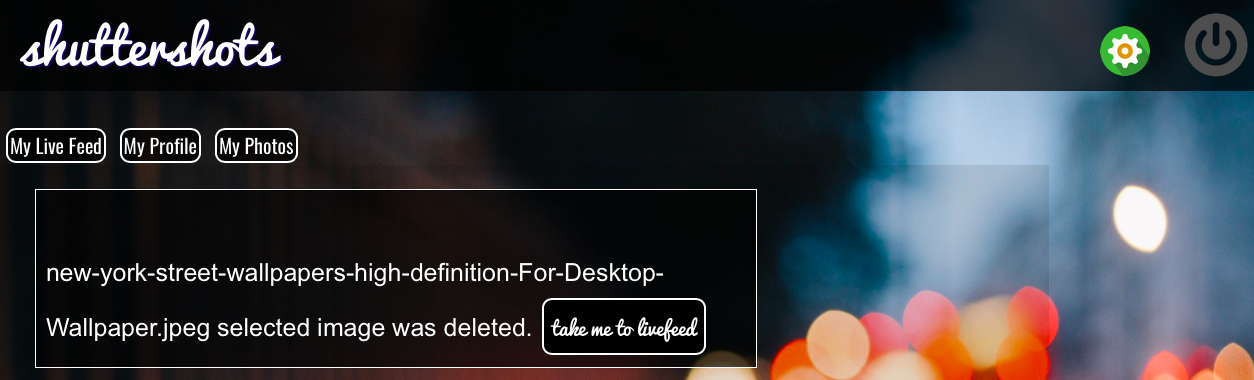 shuttershots
My Live Feed My Profile My Photos
new-york-street-wallpapers-high-definition-For-Desktop-
Wallpaper.jpeg selected image was deleted. take me to livefeed